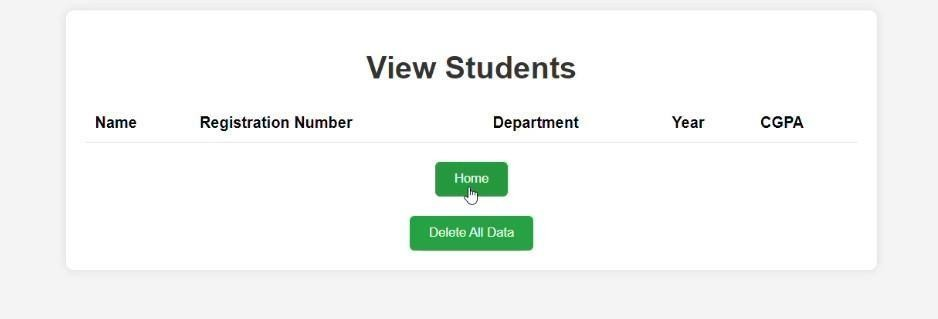 View Students
Name Registration Number Department Year CGPA
Home
Delete All Data